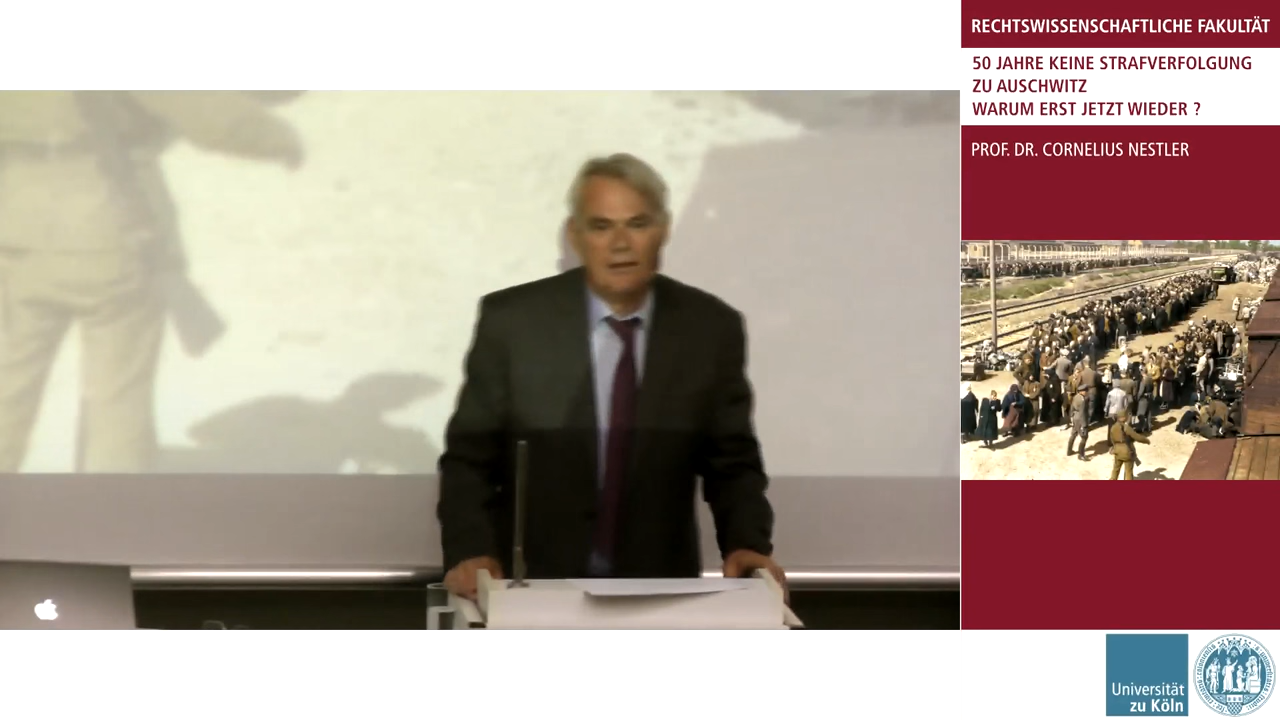 RECHTSWISSENSCHAFTLICHE FAKULTÄT
50 JAHRE KEINE STRAFVERFOLGUNG
ZU AUSCHWITZ
WARUM ERST JETZT WIEDER ?
PROF. DR. CORNELIUS NESTLER
Universität
zu Köln